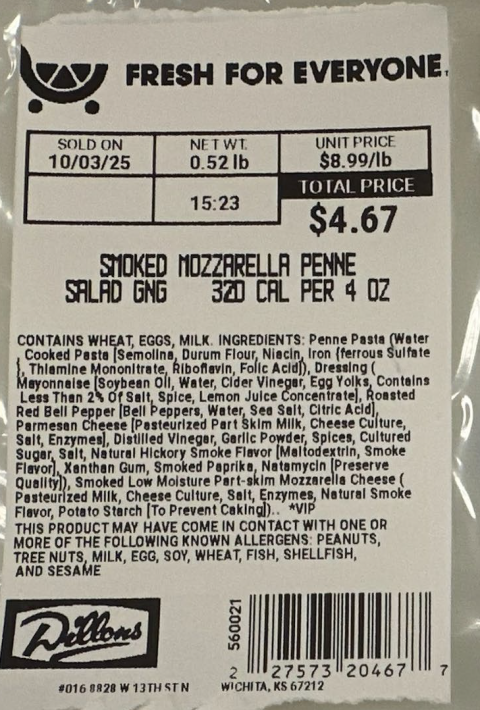 FRESH FOR EVERYONE
SOLD ON
10/03/25
NET WT.
0.52 lb
UNIT PRICE
$8.99/lb
15:23
TOTAL PRICE
$4.67
SMOKED MOZZARELLA PENNE
SALAD GNG 320 CAL PER 4 OZ
CONTAINS WHEAT, EGGS, MILK. INGREDIENTS: Penne Pasta (Water
, Cooked Pasta [Semolina, Durum Flour, Niacin, Iron {ferrous Sulfate
}, Thiamine Mononitrate, Riboflavin, Folic Acid]), Dressing (
Mayonnaise [Soybean Oil, Water, Cider Vinegar, Egg Yolks, Contains
Less Than 2% Of Salt, Spice, Lemon Juice Concentrate], Roasted
Red Bell Pepper [Bell Peppers, Water, Sea Salt, Citric Acid],
Parmesan Cheese [Pasteurized Part Skim Milk, Cheese Culture,
Salt, Enzymes], Distilled Vinegar, Garlic Powder, Spices, Cultured
Sugar, Salt, Natural Hickory Smoke Flavor [Maltodextrin, Smoke
Flavor], Xanthan Gum, Smoked Paprika, Natamycin [Preserve
Quality]), Smoked Low Moisture Part-skim Mozzarella Cheese (
Pasteurized Milk, Cheese Culture, Salt, Enzymes, Natural Smoke
Flavor, Potato Starch [To Prevent Caking]).. *VIP
THIS PRODUCT MAY HAVE COME IN CONTACT WITH ONE OR
MORE OF THE FOLLOWING KNOWN ALLERGENS: PEANUTS,
TREE NUTS, MILK, EGG, SOY, WHEAT, FISH, SHELLFISH,
AND SESAME
Dillons
560021
2 27573 20467 7
#016 8828 W 13TH ST N WICHITA, KS 67212